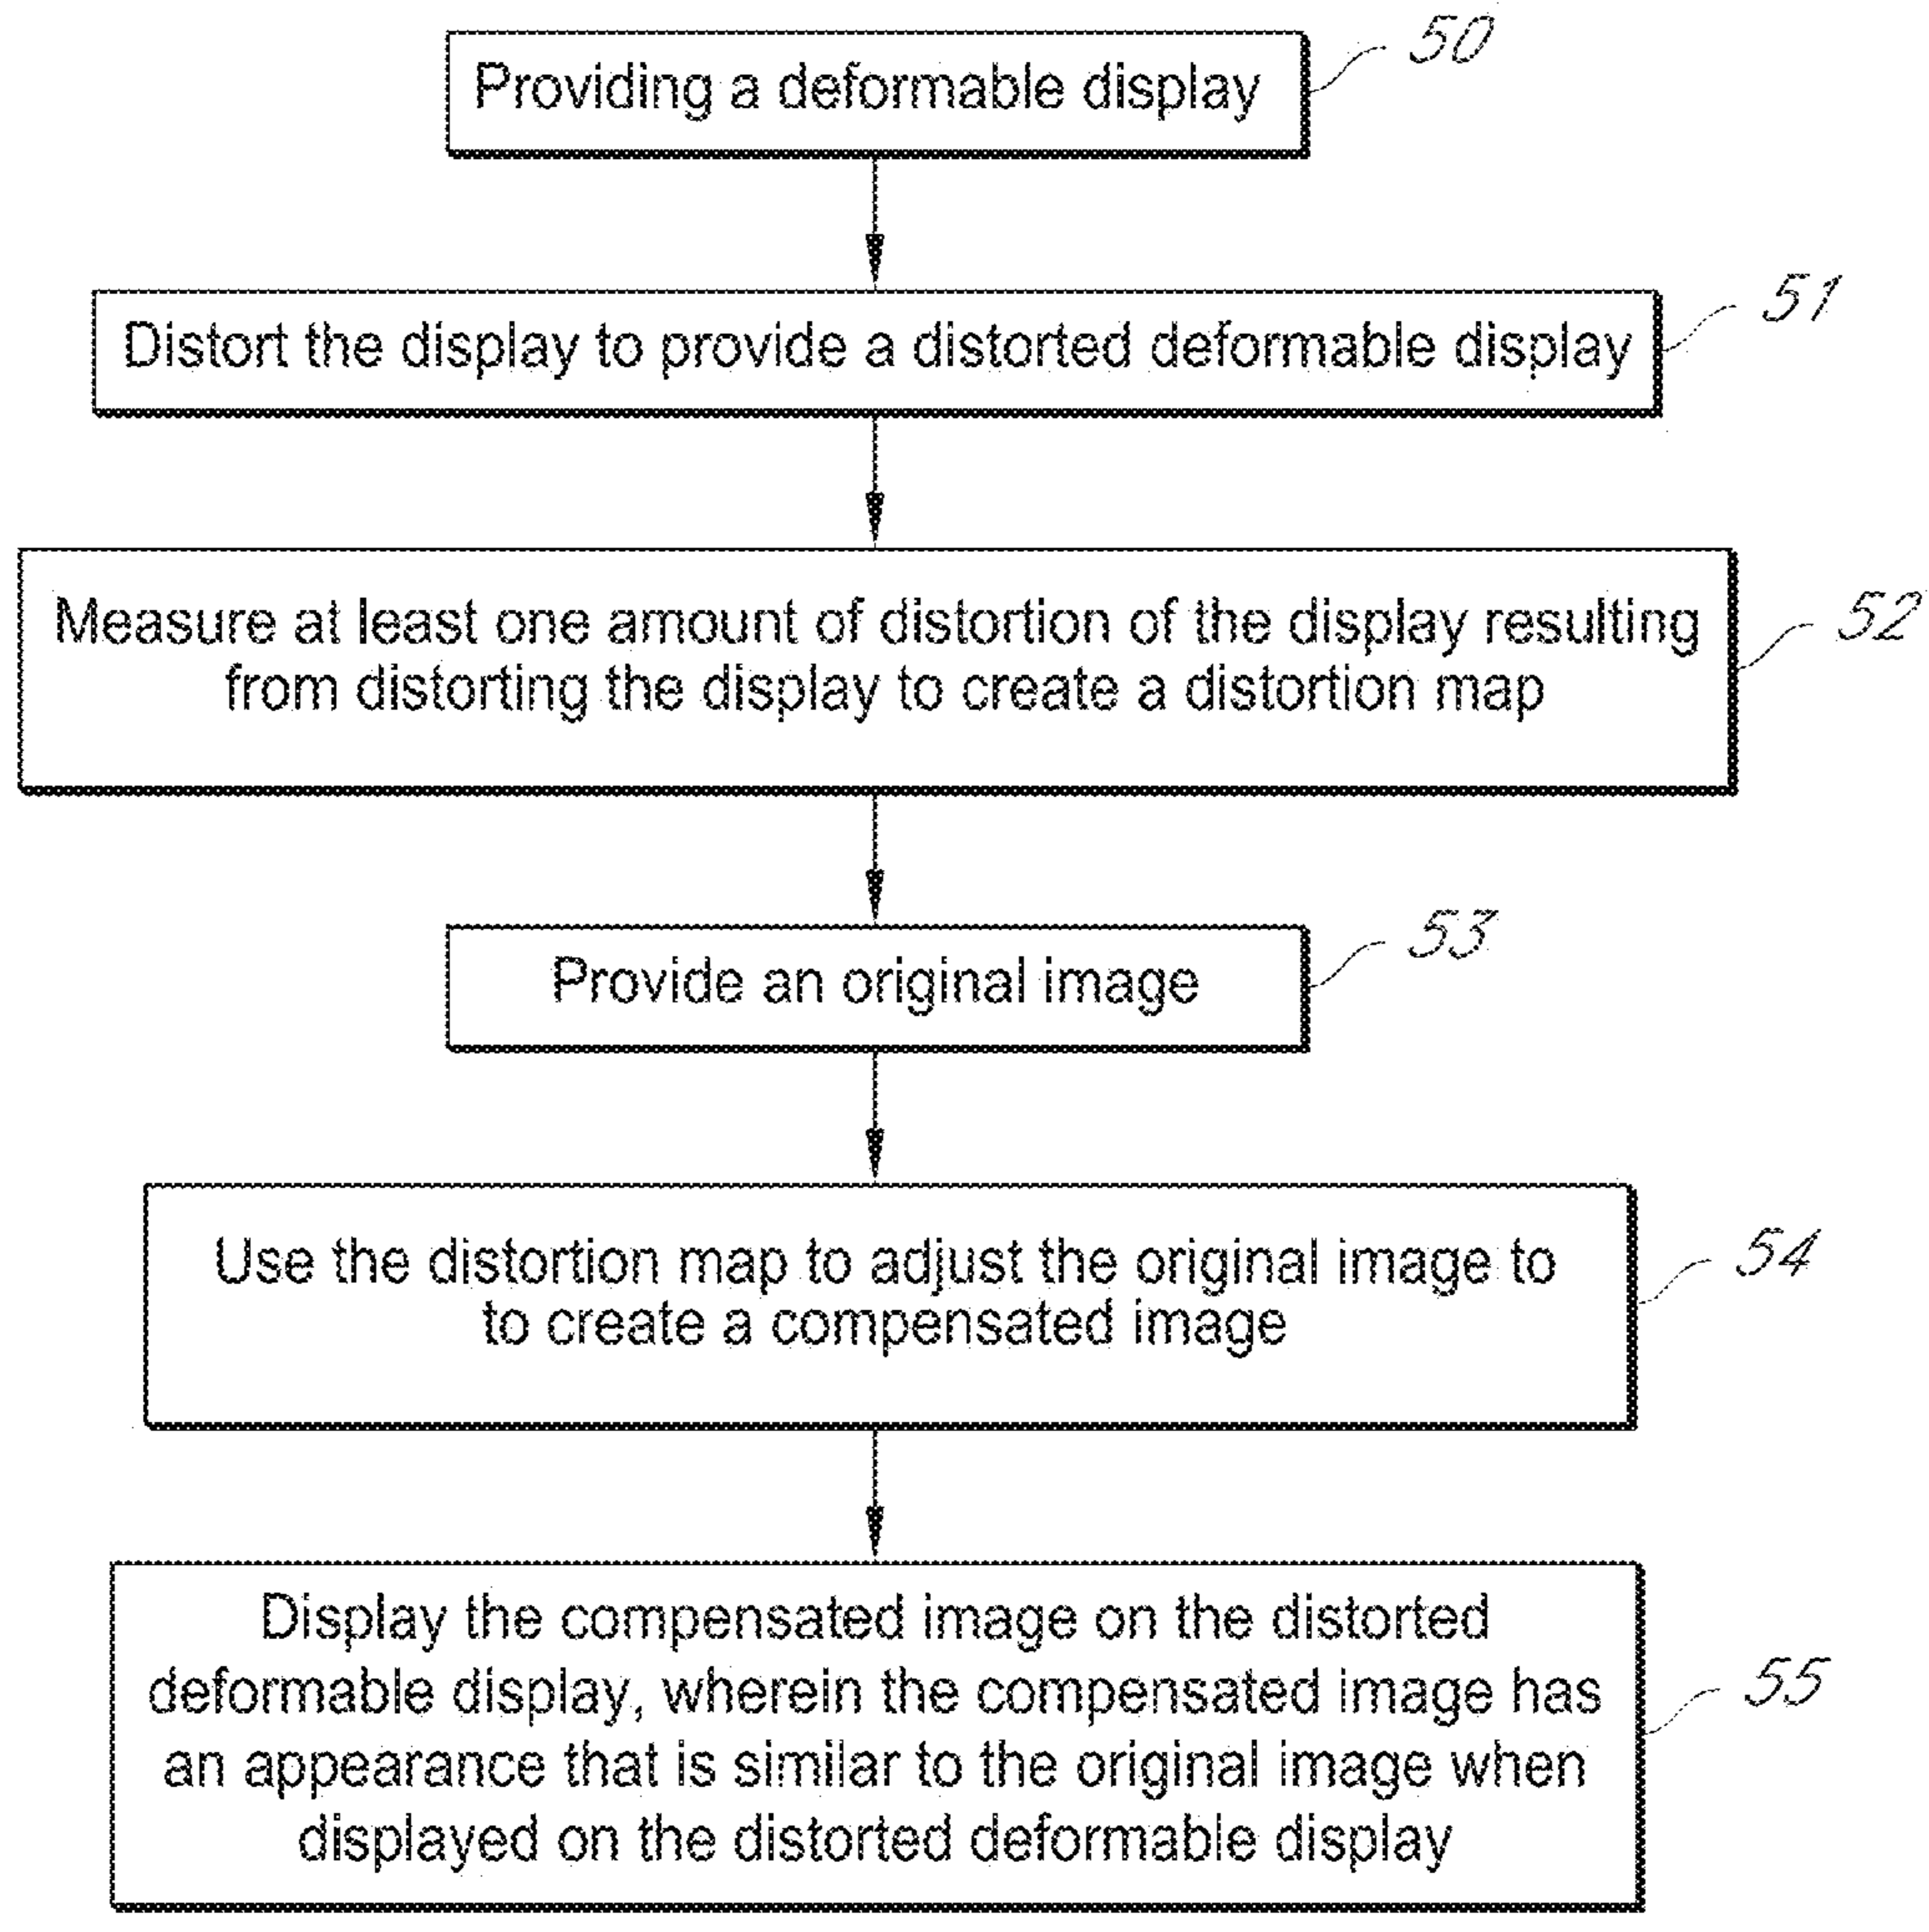 50
Providing a deformable display
51
Distort the display to provide a distorted deformable display
52
Measure at least one amount of distortion of the display resulting
from distorting the display to create a distortion map
53
Provide an original image
54
Use the distortion map to adjust the original image to
to create a compensated image
55
Display the compensated image on the distorted
deformable display, wherein the compensated image has
an appearance that is similar to the original image when
displayed on the distorted deformable display